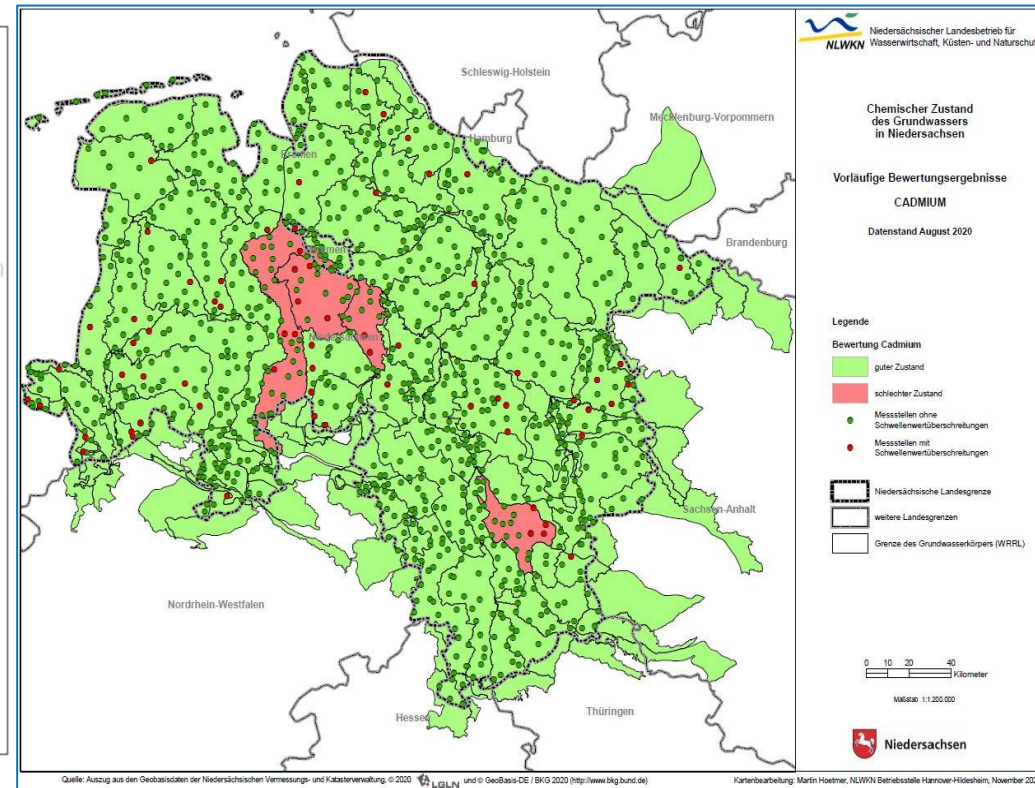 Schleswig-Holstein
Mecklenburg-Vorpommern
Hamburg
Bremen
Brandenburg
Bremen
Niedersachsen
Sachsen-Anhalt
Nordrhein-Westfalen
Hessen
Thüringen
NLWKN
Niedersächsischer Landesbetrieb für
Wasserwirtschaft, Küsten- und Naturschut
Chemischer Zustand
des Grundwassers
in Niedersachsen
Vorläufige Bewertungsergebnisse
CADMIUM
Datenstand August 2020
Legende
Bewertung Cadmium
guter Zustand
schlechter Zustand
Messstellen ohne
Schwellenwertüberschreitungen
Messstellen mit
Schwellenwertüberschreitungen
Niedersächsische Landesgrenze
weitere Landesgrenzen
Grenze des Grundwasserkörpers (WRRL)
0 10 20 40
Kilometer
Maßstab 1:1.200.000
Niedersachsen
Quelle: Auszug aus den Geobasisdaten der Niedersächsischen Vermessungs- und Katasterverwaltung, © 2020 LGLN und © GeoBasis-DE / BKG 2020 (http://www.bkg.bund.de)
Kartenbearbeitung: Martin Hoetmer, NLWKN Betriebsstelle Hannover-Hildesheim, November 202